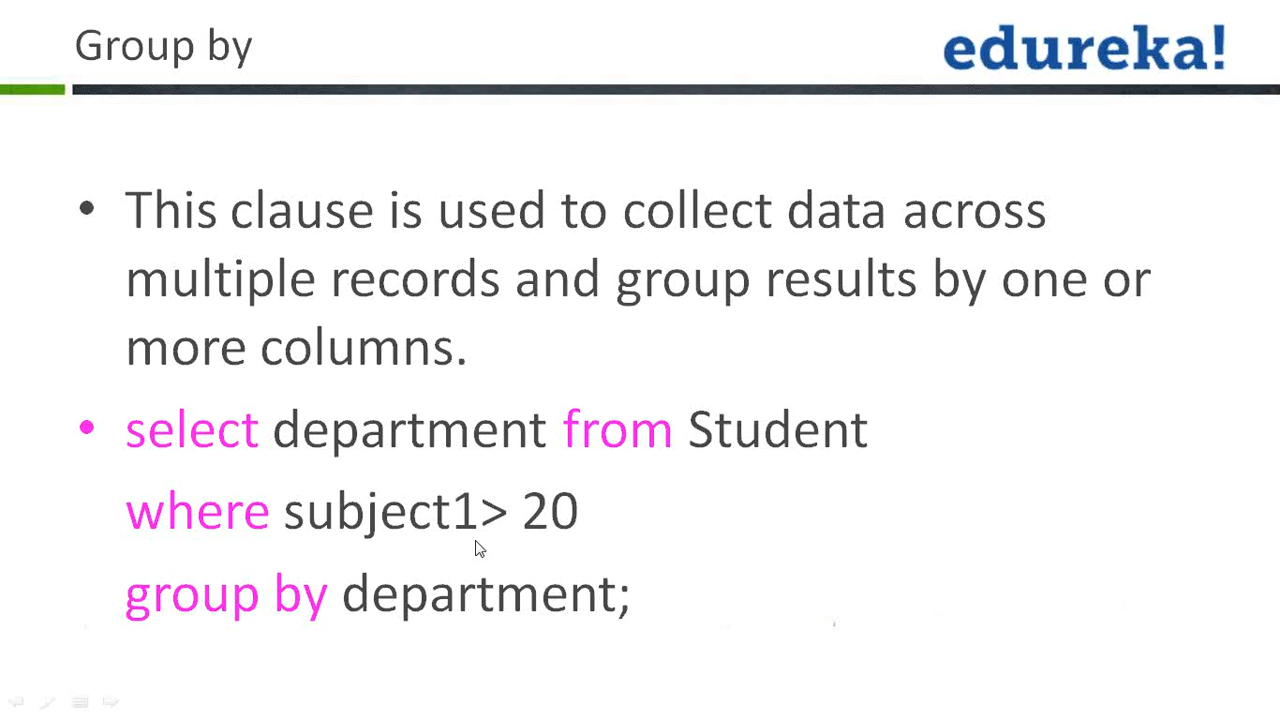 Group by
edureka!
• This clause is used to collect data across
multiple records and group results by one or
more columns.
• select department from Student
where subject1> 20
group by department;